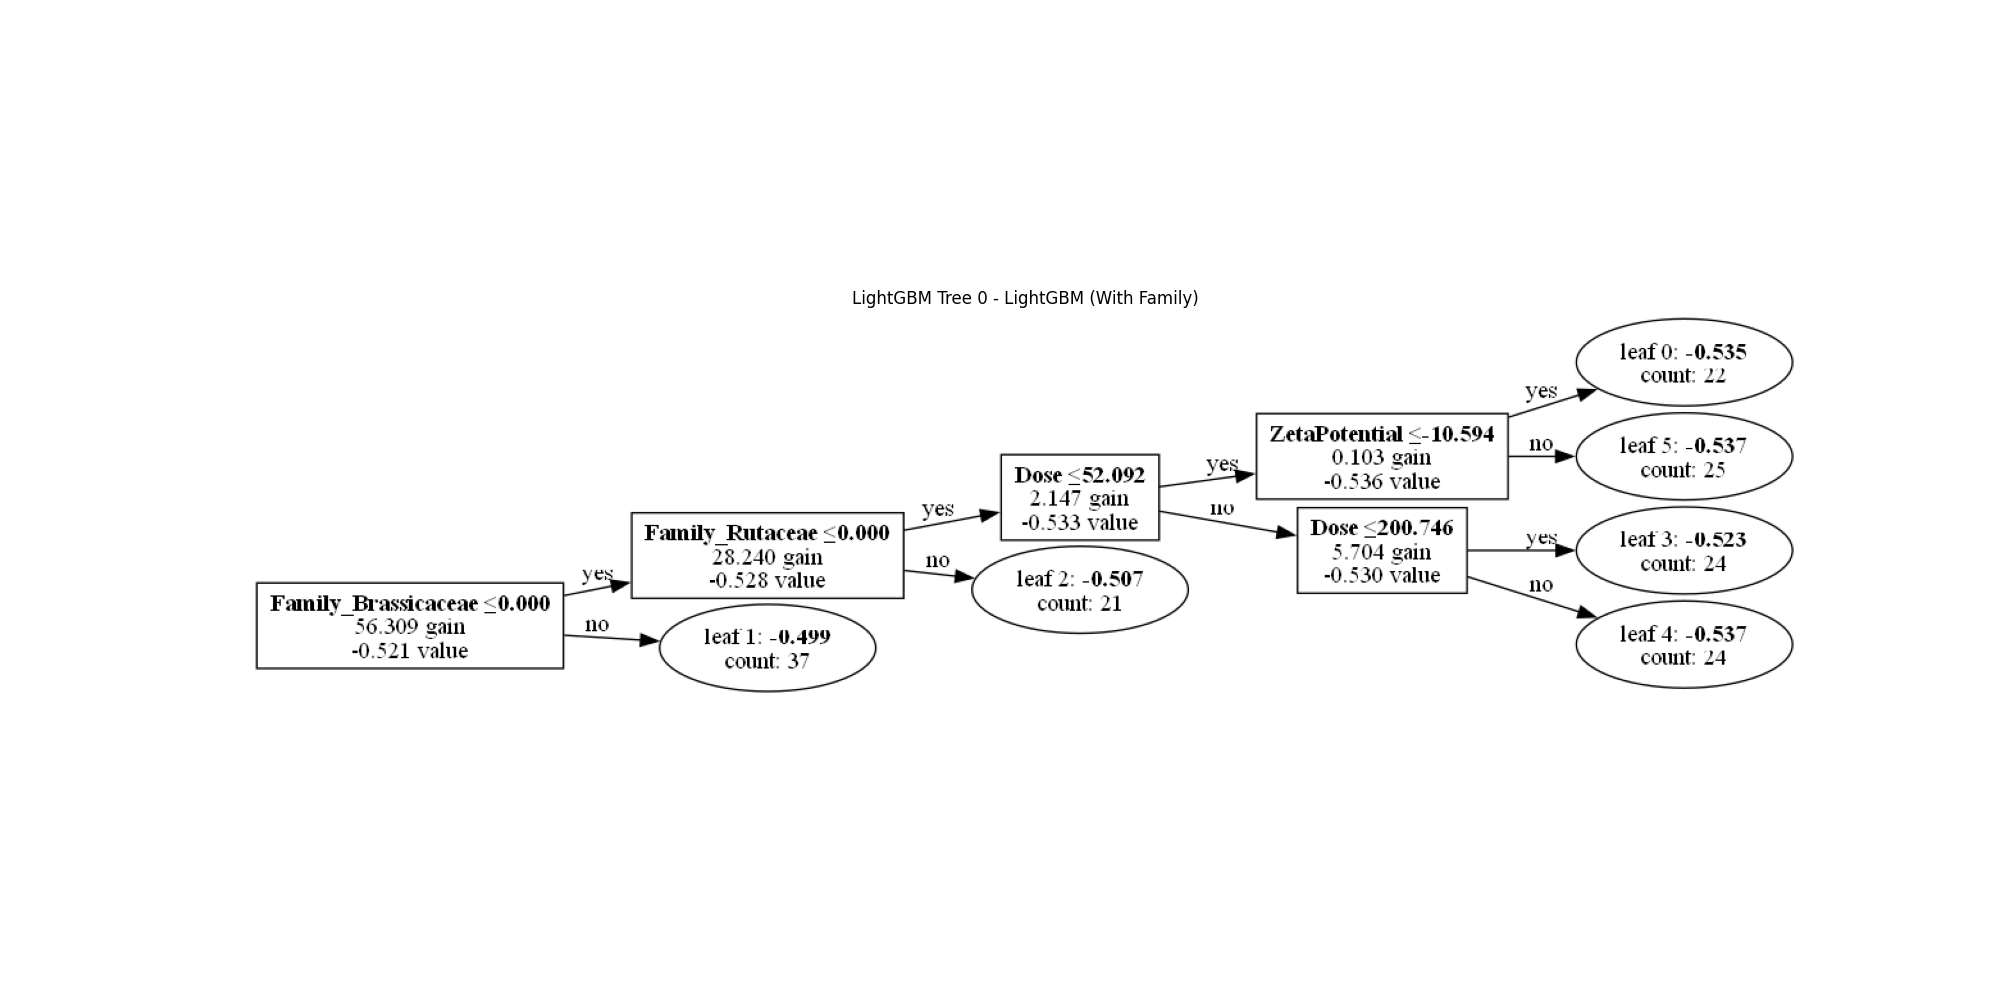 LightGBM Tree 0 - LightGBM (With Family)
Family_Brassicaceae ≤0.000
56.309 gain
-0.521 value
yes
no
Family_Rutaceae ≤0.000
28.240 gain
-0.528 value
leaf 1: -0.499
count: 37
yes
no
Dose ≤52.092
2.147 gain
-0.533 value
leaf 2: -0.507
count: 21
yes
no
ZetaPotential ≤-10.594
0.103 gain
-0.536 value
Dose ≤200.746
5.704 gain
-0.530 value
yes
no
yes
no
leaf 0: -0.535
count: 22
leaf 5: -0.537
count: 25
leaf 3: -0.523
count: 24
leaf 4: -0.537
count: 24